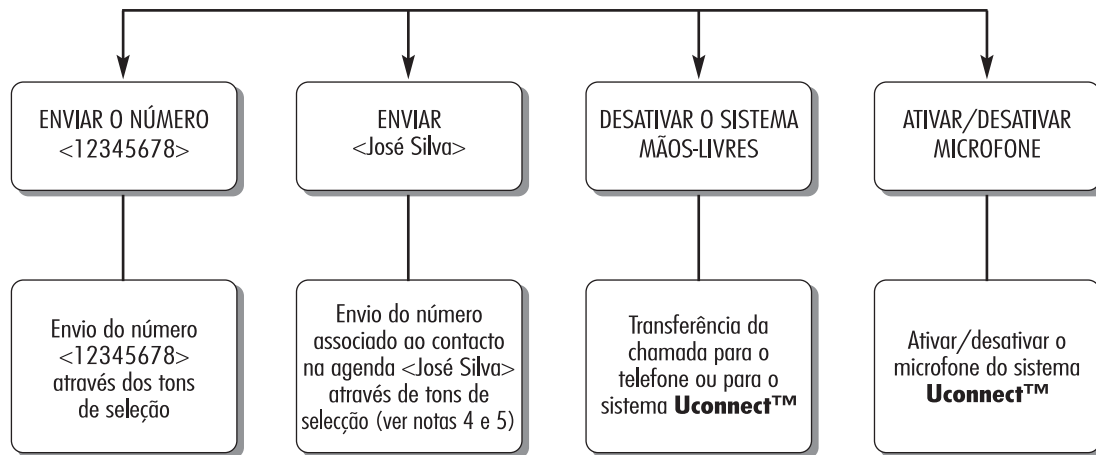 ENVIAR O NÚMERO
<12345678>
ENVIAR
<José Silva>
DESATIVAR O SISTEMA
MÃOS-LIVRES
ATIVAR/DESATIVAR
MICROFONE
Envio do número
<12345678>
através dos tons
de seleção
Envio do número
associado ao contacto
na agenda <José Silva>
através de tons de
selecção (ver notas 4 e 5)
Transferência da
chamada para o
telefone ou para o
sistema Uconnect™
Ativar/desativar o
microfone do sistema
Uconnect™